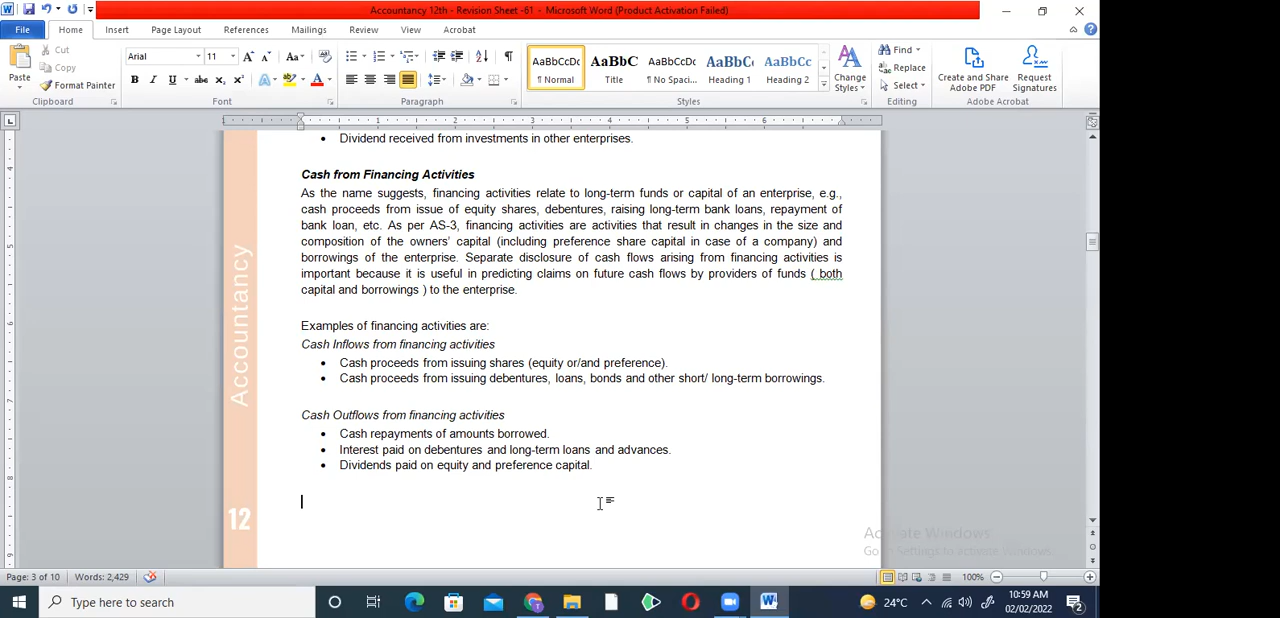 Accountancy 12th - Revision Sheet -61 - Microsoft Word (Product Activation Failed)
File Home Insert Page Layout References Mailings Review View Acrobat
Paste
Cut
Copy
Format Painter
Clipboard
Arial 11
Font
Paragraph
AaBbCcDc AaBbC AaBbCcDc AaBbC AaBbCc
¶ Normal Title ¶ No Spaci... Heading 1 Heading 2
Styles
Change Styles
Find
Replace
Select
Editing
Create and Share Adobe PDF
Request Signatures
Adobe Acrobat
1 2 3 4 5 6
• Dividend received from investments in other enterprises.
Cash from Financing Activities
As the name suggests, financing activities relate to long-term funds or capital of an enterprise, e.g.,
cash proceeds from issue of equity shares, debentures, raising long-term bank loans, repayment of
bank loan, etc. As per AS-3, financing activities are activities that result in changes in the size and
composition of the owners' capital (including preference share capital in case of a company) and
borrowings of the enterprise. Separate disclosure of cash flows arising from financing activities is
important because it is useful in predicting claims on future cash flows by providers of funds ( both
capital and borrowings ) to the enterprise.
Examples of financing activities are:
Cash Inflows from financing activities
• Cash proceeds from issuing shares (equity or/and preference).
• Cash proceeds from issuing debentures, loans, bonds and other short/ long-term borrowings.
Cash Outflows from financing activities
• Cash repayments of amounts borrowed.
• Interest paid on debentures and long-term loans and advances.
• Dividends paid on equity and preference capital.
Accountancy
12
Activate Windows
Go to Settings to Activate Windows.
Page: 3 of 10 Words: 2,429 100%
Type here to search
24°C
10:59 AM
02/02/2022
2